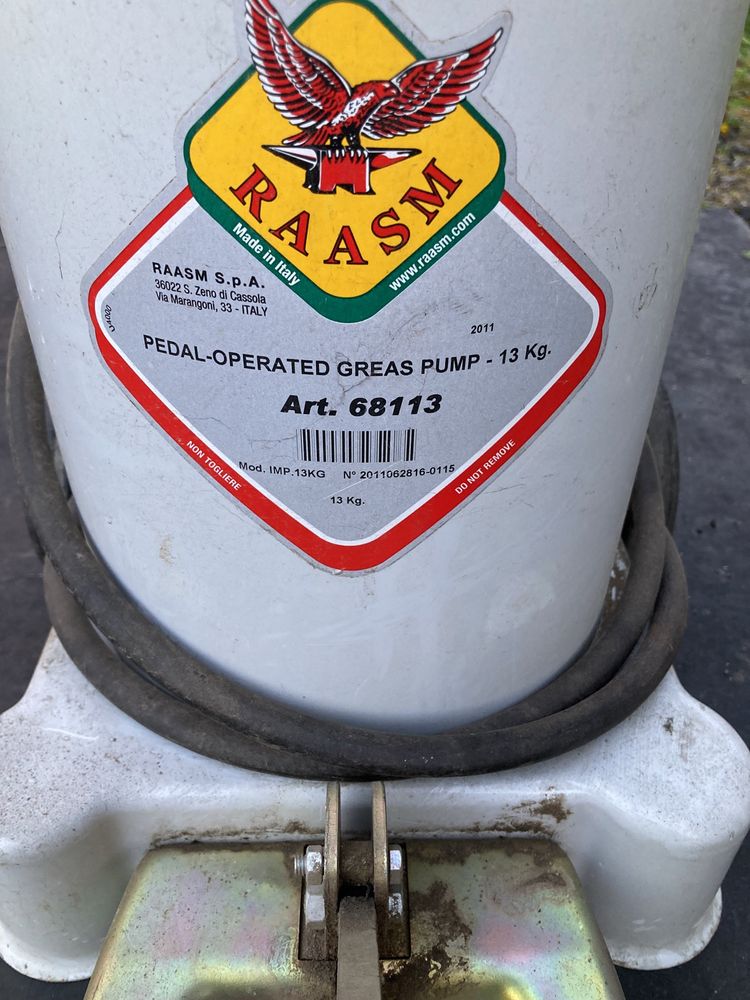 RAASM
Made in Italy
www.raasm.com
RAASM S.p.A.
36022 S. Zeno di Cassola
Via Marangoni, 33 - ITALY
2011
PEDAL-OPERATED GREAS PUMP - 13 Kg.
Art. 68113
Mod. IMP.13KG N° 2011062816-0115
13 Kg.
NON TOGLIERE
DO NOT REMOVE